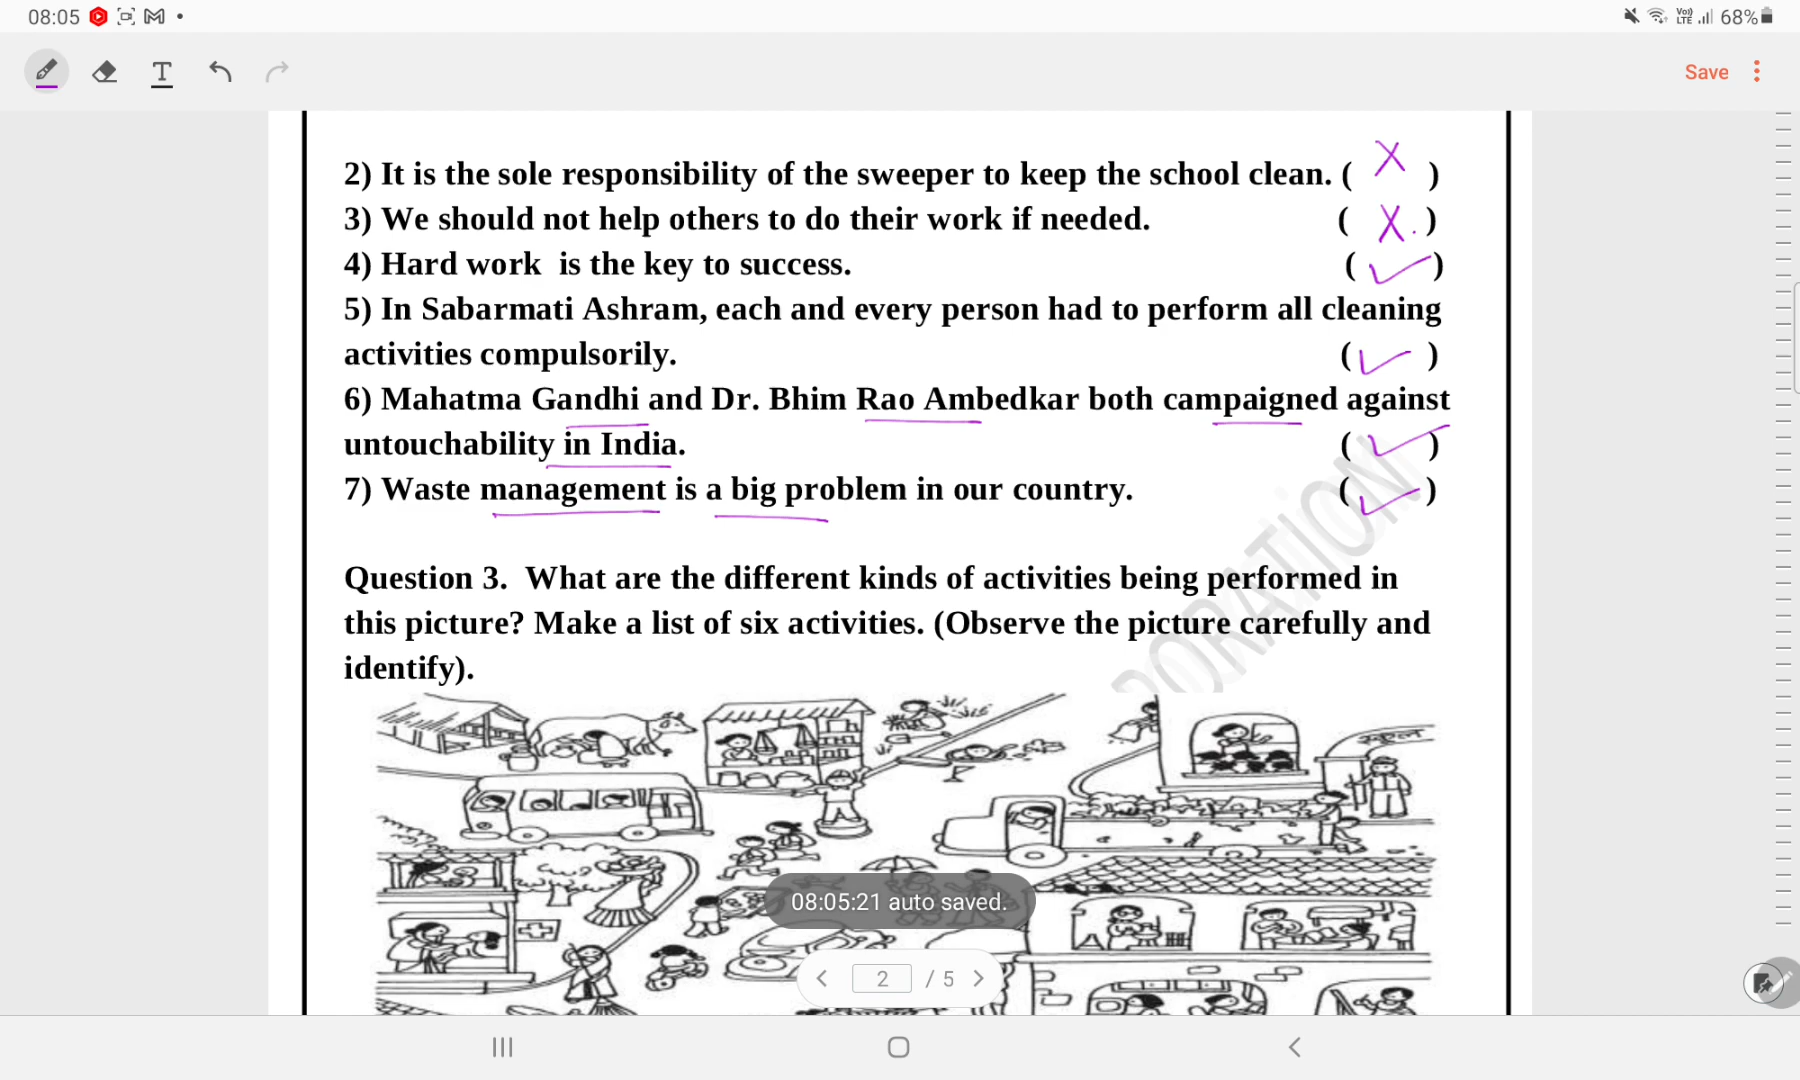 08:05
Vo))
LTE
68%
T
Save
2) It is the sole responsibility of the sweeper to keep the school clean. ( X )
3) We should not help others to do their work if needed. ( X. )
4) Hard work is the key to success. ( ✓ )
5) In Sabarmati Ashram, each and every person had to perform all cleaning
activities compulsorily. ( ✓ )
6) Mahatma Gandhi and Dr. Bhim Rao Ambedkar both campaigned against
untouchability in India. ( ✓ )
7) Waste management is a big problem in our country. ( ✓ )
PORATION
Question 3. What are the different kinds of activities being performed in
this picture? Make a list of six activities. (Observe the picture carefully and
identify).
08:05:21 auto saved.
2 / 5